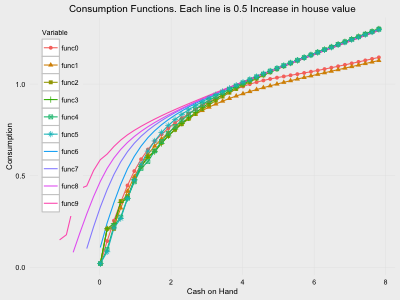 Consumption Functions. Each line is 0.5 Increase in house value
Variable
func0
func1
func2
func3
func4
func5
func6
func7
func8
func9
Consumption
1.0
0.5
0.0
0
2
4
6
8
Cash on Hand